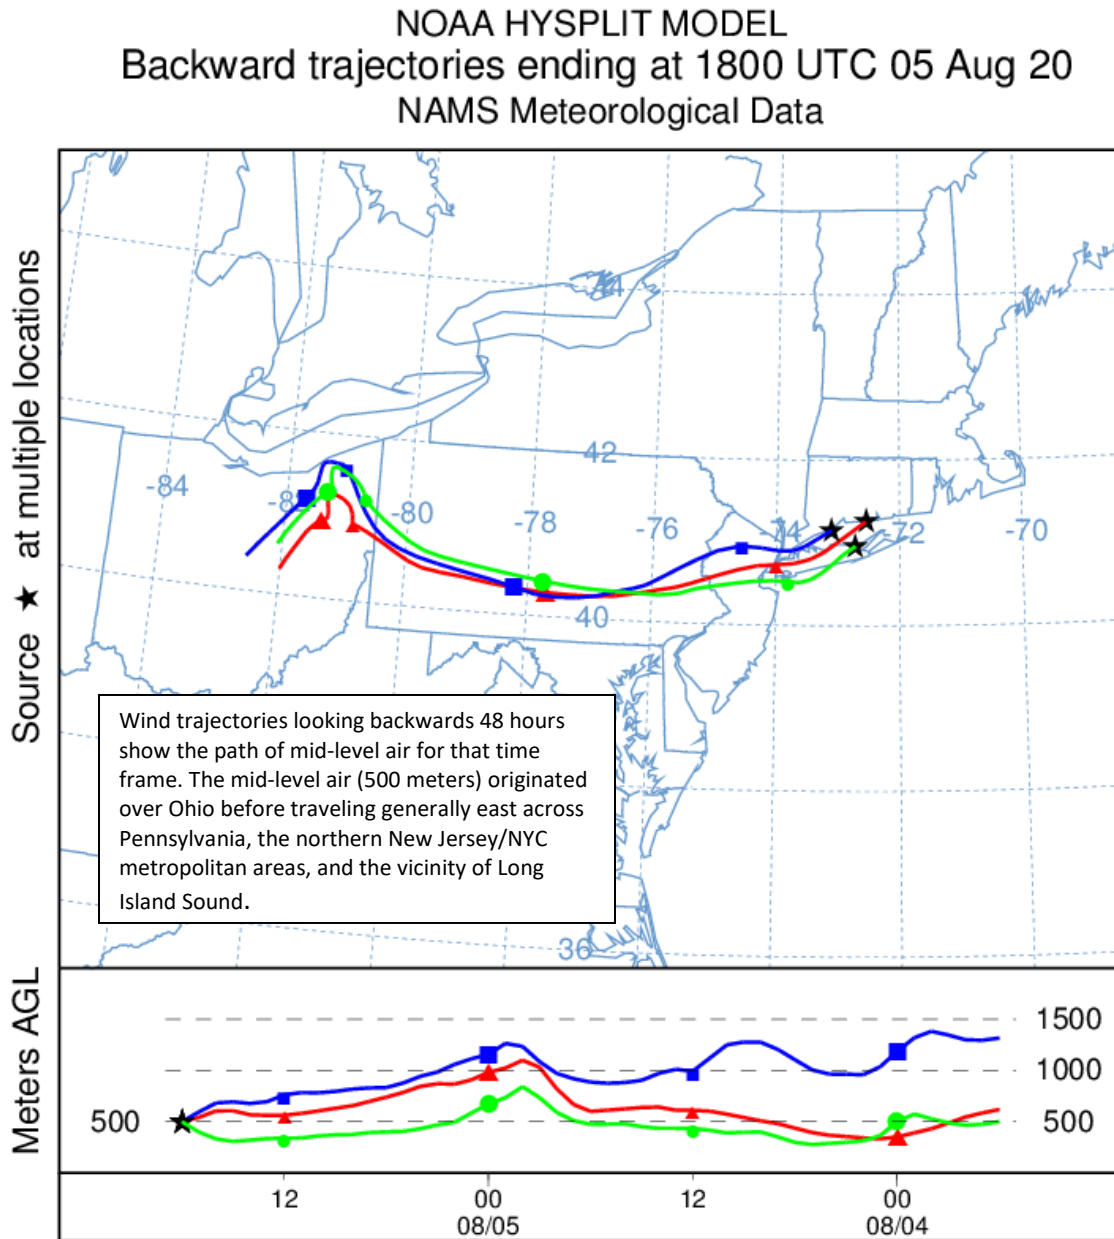 NOAA HYSPLIT MODEL
Backward trajectories ending at 1800 UTC 05 Aug 20
NAMS Meteorological Data
Source ★ at multiple locations
44
42
-84
-82
-80
-78
-76
-74
-72
-70
40
36
Wind trajectories looking backwards 48 hours
show the path of mid-level air for that time
frame. The mid-level air (500 meters) originated
over Ohio before traveling generally east across
Pennsylvania, the northern New Jersey/NYC
metropolitan areas, and the vicinity of Long
Island Sound.
Meters AGL
1500
1000
500
500
12
00
12
00
08/05
08/04